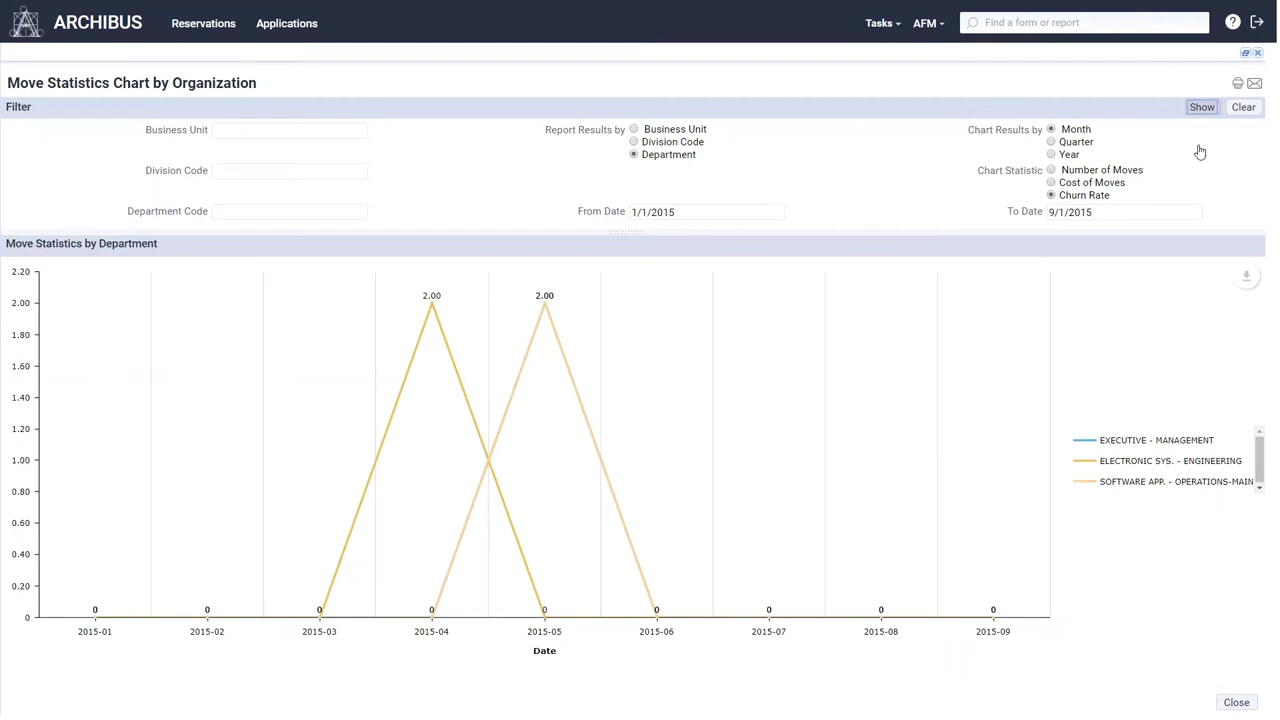 ARCHIBUS Reservations Applications Tasks AFM Find a form or report ?
Move Statistics Chart by Organization
Filter Show Clear
Business Unit Report Results by Business Unit Chart Results by Month
Division Code Quarter
Department Year
Division Code Chart Statistic Number of Moves
Cost of Moves
Churn Rate
Department Code From Date 1/1/2015 To Date 9/1/2015
Move Statistics by Department
2.20
2.00
1.80
1.60
1.40
1.20
1.00
0.80
0.60
0.40
0.20
0
2.00 2.00
0 0 0 0 0 0 0 0 0
2015-01 2015-02 2015-03 2015-04 2015-05 2015-06 2015-07 2015-08 2015-09
Date
EXECUTIVE - MANAGEMENT
ELECTRONIC SYS. - ENGINEERING
SOFTWARE APP. - OPERATIONS-MAIN
Close